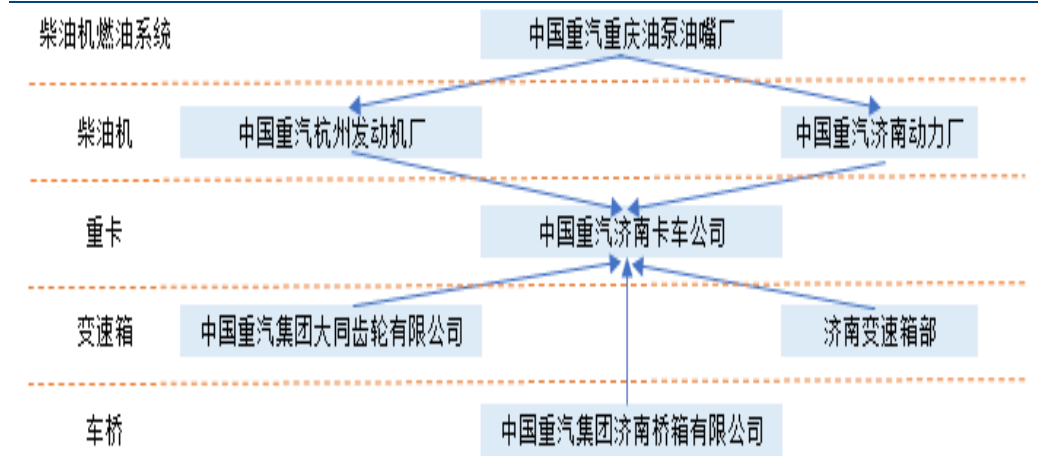 柴油机燃油系统
中国重汽重庆油泵油嘴厂
柴油机
中国重汽杭州发动机厂
中国重汽济南动力厂
重卡
中国重汽济南卡车公司
变速箱
中国重汽集团大同齿轮有限公司
济南变速箱部
车桥
中国重汽集团济南桥箱有限公司